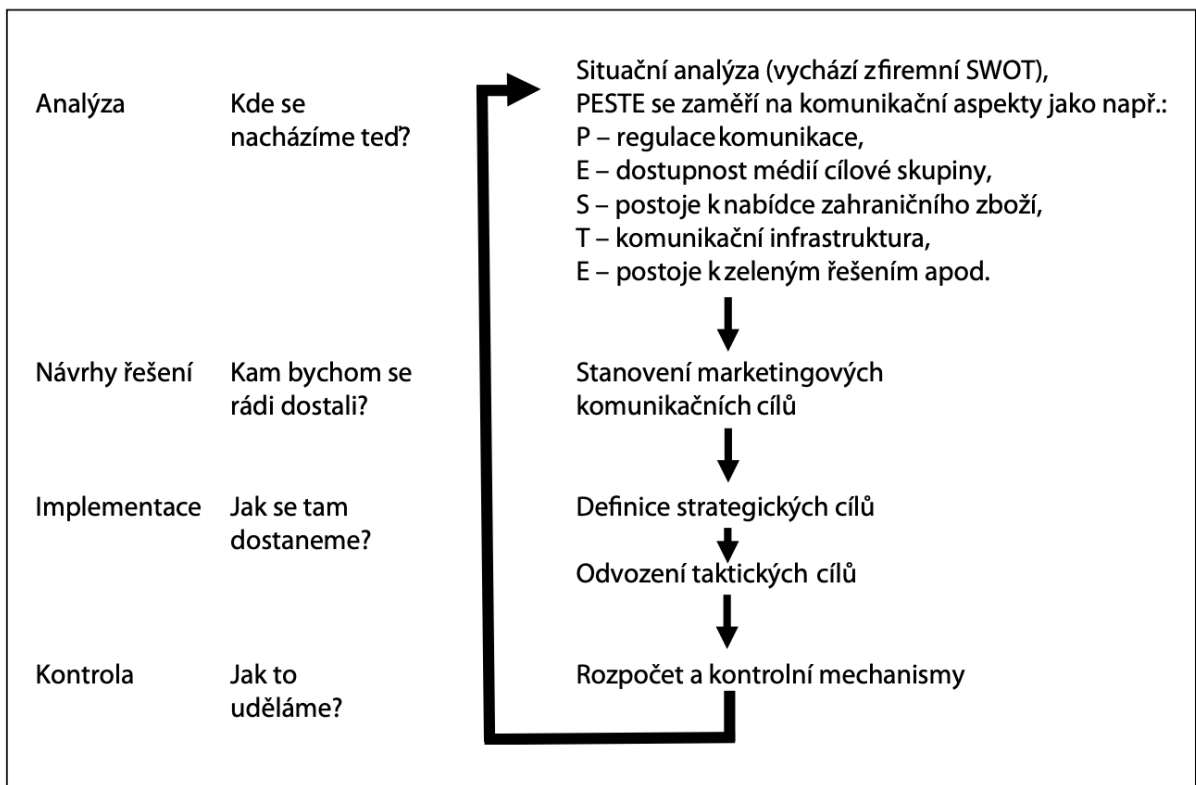 Analýza
Kde se
nacházíme teď?
Situační analýza (vychází z firemní SWOT),
PESTE se zaměří na komunikační aspekty jako např.:
P – regulace komunikace,
E – dostupnost médií cílové skupiny,
S – postoje k nabídce zahraničního zboží,
T – komunikační infrastruktura,
E – postoje k zeleným řešením apod.
Návrhy řešení
Kam bychom se
rádi dostali?
Stanovení marketingových
komunikačních cílů
Implementace
Jak se tam
dostaneme?
Definice strategických cílů
Odvození taktických cílů
Kontrola
Jak to
uděláme?
Rozpočet a kontrolní mechanismy